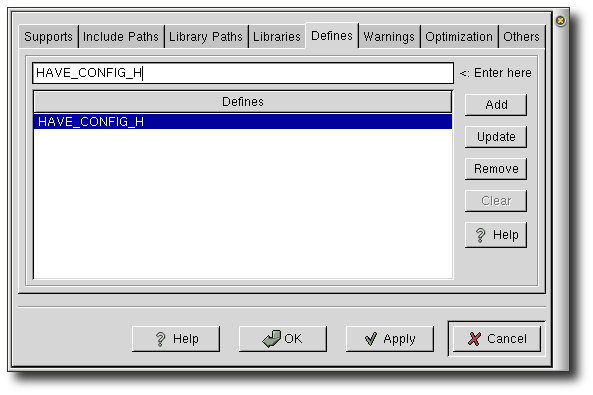 Supports Include Paths Library Paths Libraries Defines Warnings Optimization Others
HAVE_CONFIG_H <: Enter here
Defines
HAVE_CONFIG_H
Add
Update
Remove
Clear
Help
Help OK Apply Cancel